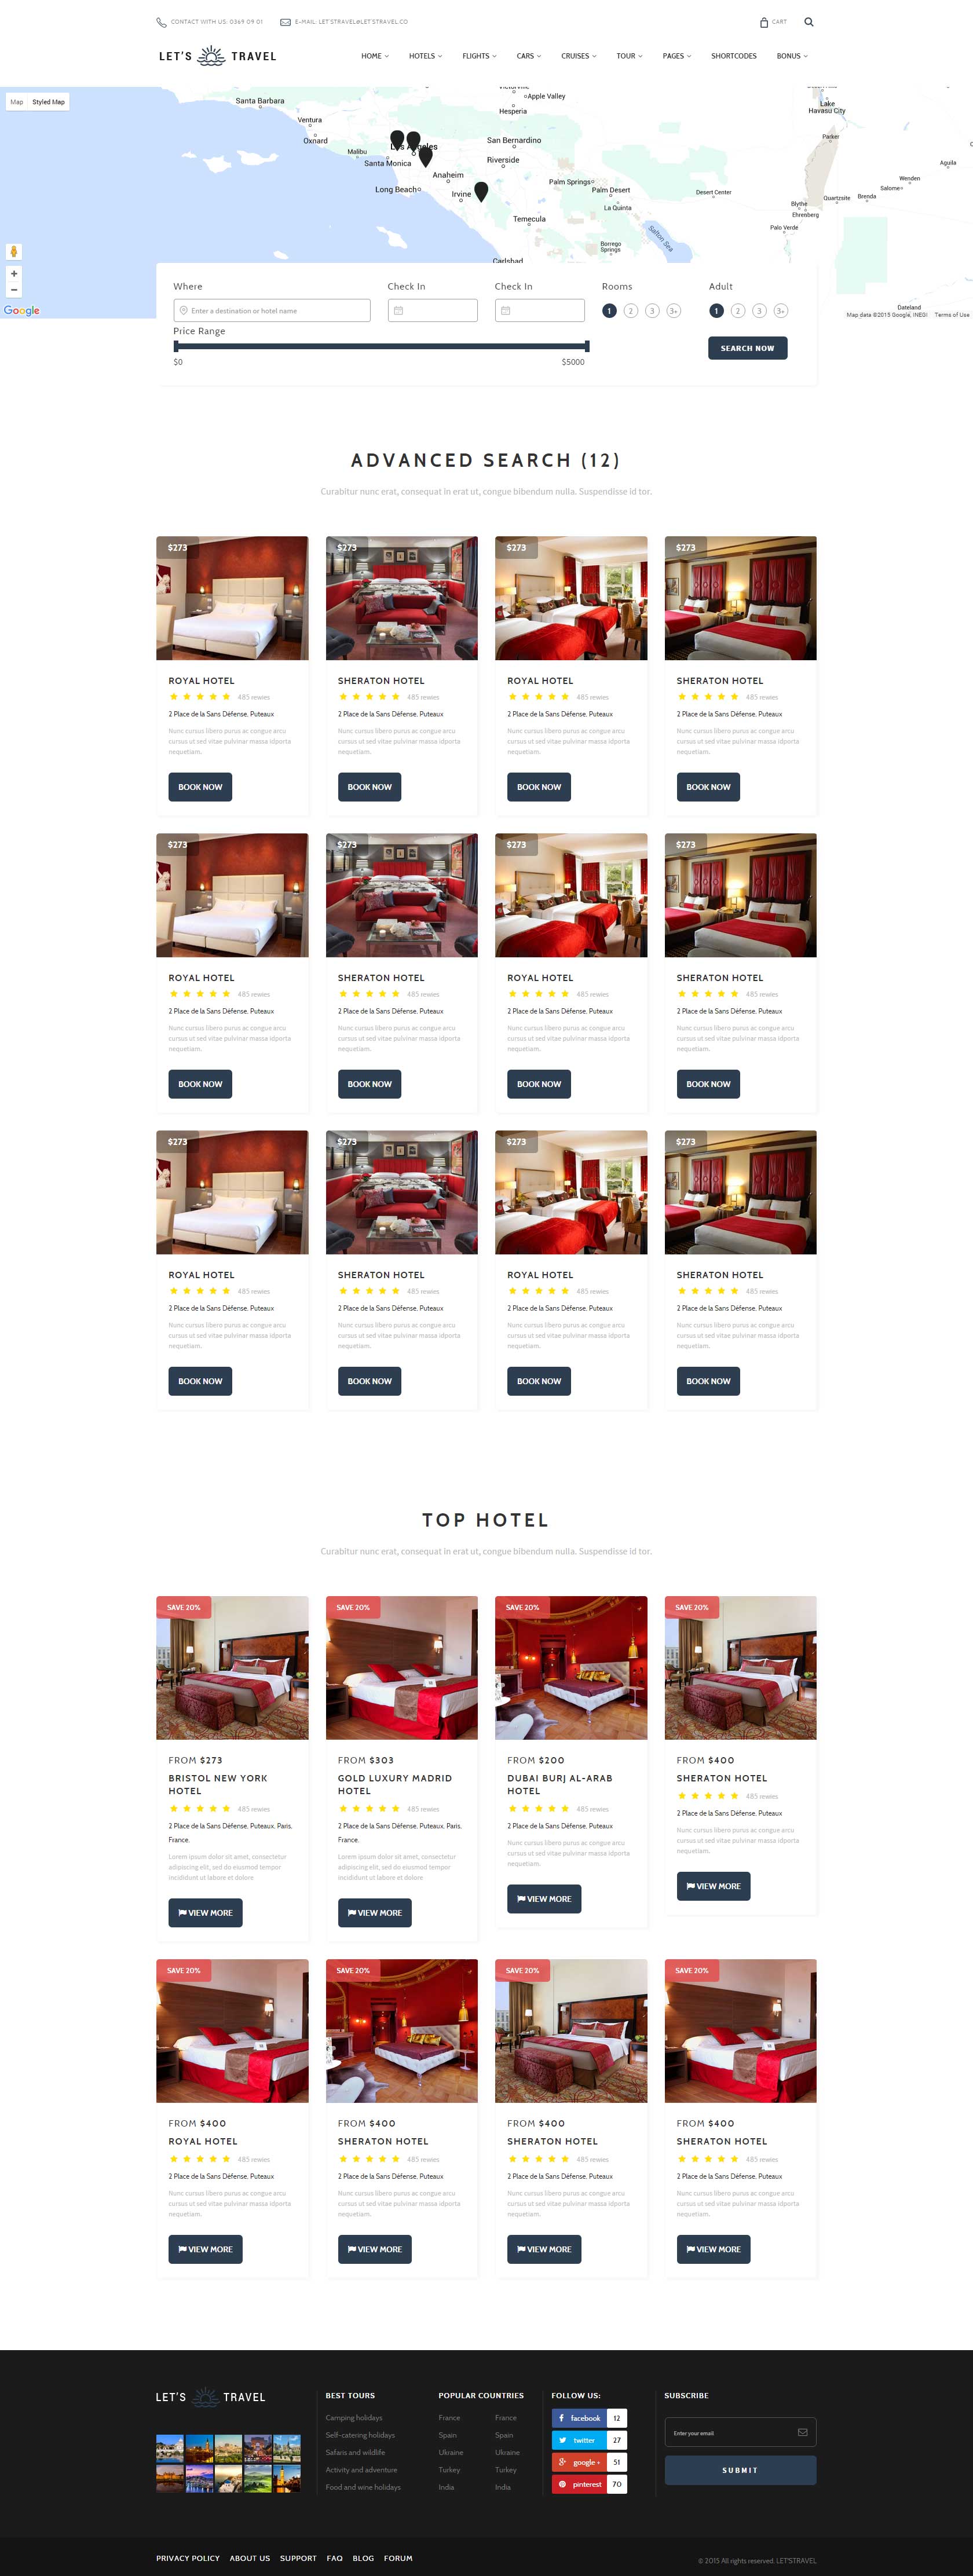 CONTACT WITH US: 0369 09 01   E-MAIL: LET'STRAVEL@LET'STRAVEL.CO   CART
LET'S TRAVEL   HOME   HOTELS   FLIGHTS   CARS   CRUISES   TOUR   PAGES   SHORTCODES   BONUS
Map   Styled Map
Santa Barbara
Ventura
Oxnard
Malibu
Santa Monica
Los Angeles
Long Beach
Anaheim
Irvine
Apple Valley
Hesperia
San Bernardino
Riverside
Palm Springs
Palm Desert
La Quinta
Temecula
Borrego Springs
Salton Sea
Carlsbad
Desert Center
Lake Havasu City
Parker
Blythe
Ehrenberg
Palo Verde
Quartzsite
Brenda
Salome
Wenden
Aguila
Dateland
Google
Map data ©2015 Google, INEGI   Terms of Use
Where   Check In   Check In   Rooms   Adult
Enter a destination or hotel name   1   2   3   3+   1   2   3   3+
Price Range
$0   $5000
SEARCH NOW
ADVANCED SEARCH (12)
Curabitur nunc erat, consequat in erat ut, congue bibendum nulla. Suspendisse id tor.
$273   $273   $273   $273
ROYAL HOTEL   SHERATON HOTEL   ROYAL HOTEL   SHERATON HOTEL
485 rewies   485 rewies   485 rewies   485 rewies
2 Place de la Sans Défense, Puteaux   2 Place de la Sans Défense, Puteaux   2 Place de la Sans Défense, Puteaux   2 Place de la Sans Défense, Puteaux
Nunc cursus libero purus ac congue arcu   Nunc cursus libero purus ac congue arcu   Nunc cursus libero purus ac congue arcu   Nunc cursus libero purus ac congue arcu
cursus ut sed vitae pulvinar massa idporta   cursus ut sed vitae pulvinar massa idporta   cursus ut sed vitae pulvinar massa idporta   cursus ut sed vitae pulvinar massa idporta
nequetiam.   nequetiam.   nequetiam.   nequetiam.
BOOK NOW   BOOK NOW   BOOK NOW   BOOK NOW
$273   $273   $273   $273
ROYAL HOTEL   SHERATON HOTEL   ROYAL HOTEL   SHERATON HOTEL
485 rewies   485 rewies   485 rewies   485 rewies
2 Place de la Sans Défense, Puteaux   2 Place de la Sans Défense, Puteaux   2 Place de la Sans Défense, Puteaux   2 Place de la Sans Défense, Puteaux
Nunc cursus libero purus ac congue arcu   Nunc cursus libero purus ac congue arcu   Nunc cursus libero purus ac congue arcu   Nunc cursus libero purus ac congue arcu
cursus ut sed vitae pulvinar massa idporta   cursus ut sed vitae pulvinar massa idporta   cursus ut sed vitae pulvinar massa idporta   cursus ut sed vitae pulvinar massa idporta
nequetiam.   nequetiam.   nequetiam.   nequetiam.
BOOK NOW   BOOK NOW   BOOK NOW   BOOK NOW
$273   $273   $273   $273
ROYAL HOTEL   SHERATON HOTEL   ROYAL HOTEL   SHERATON HOTEL
485 rewies   485 rewies   485 rewies   485 rewies
2 Place de la Sans Défense, Puteaux   2 Place de la Sans Défense, Puteaux   2 Place de la Sans Défense, Puteaux   2 Place de la Sans Défense, Puteaux
Nunc cursus libero purus ac congue arcu   Nunc cursus libero purus ac congue arcu   Nunc cursus libero purus ac congue arcu   Nunc cursus libero purus ac congue arcu
cursus ut sed vitae pulvinar massa idporta   cursus ut sed vitae pulvinar massa idporta   cursus ut sed vitae pulvinar massa idporta   cursus ut sed vitae pulvinar massa idporta
nequetiam.   nequetiam.   nequetiam.   nequetiam.
BOOK NOW   BOOK NOW   BOOK NOW   BOOK NOW
TOP HOTEL
Curabitur nunc erat, consequat in erat ut, congue bibendum nulla. Suspendisse id tor.
SAVE 20%   SAVE 20%   SAVE 20%
FROM $273
BRISTOL NEW YORK
HOTEL
485 rewies
2 Place de la Sans Défense, Puteaux, Paris,
France.
Lorem ipsum dolor sit amet, consectetur
adipiscing elit, sed do eiusmod tempor
incididunt ut labore et dolore
VIEW MORE
FROM $303
GOLD LUXURY MADRID
HOTEL
485 rewies
2 Place de la Sans Défense, Puteaux, Paris,
France.
Lorem ipsum dolor sit amet, consectetur
adipiscing elit, sed do eiusmod tempor
incididunt ut labore et dolore
VIEW MORE
FROM $200
DUBAI BURJ AL-ARAB
HOTEL
485 rewies
2 Place de la Sans Défense, Puteaux
Nunc cursus libero purus ac congue arcu
cursus ut sed vitae pulvinar massa idporta
nequetiam.
VIEW MORE
SAVE 20%
FROM $400
SHERATON HOTEL
485 rewies
2 Place de la Sans Défense, Puteaux
Nunc cursus libero purus ac congue arcu
cursus ut sed vitae pulvinar massa idporta
nequetiam.
VIEW MORE
SAVE 20%   SAVE 20%   SAVE 20%   SAVE 20%
FROM $400   FROM $400   FROM $400   FROM $400
ROYAL HOTEL   SHERATON HOTEL   SHERATON HOTEL   SHERATON HOTEL
485 rewies   485 rewies   485 rewies   485 rewies
2 Place de la Sans Défense, Puteaux   2 Place de la Sans Défense, Puteaux   2 Place de la Sans Défense, Puteaux   2 Place de la Sans Défense, Puteaux
Nunc cursus libero purus ac congue arcu   Nunc cursus libero purus ac congue arcu   Nunc cursus libero purus ac congue arcu   Nunc cursus libero purus ac congue arcu
cursus ut sed vitae pulvinar massa idporta   cursus ut sed vitae pulvinar massa idporta   cursus ut sed vitae pulvinar massa idporta   cursus ut sed vitae pulvinar massa idporta
nequetiam.   nequetiam.   nequetiam.   nequetiam.
VIEW MORE   VIEW MORE   VIEW MORE   VIEW MORE
LET'S TRAVEL   BEST TOURS   POPULAR COUNTRIES   FOLLOW US:   SUBSCRIBE
Camping holidays   France   France   facebook   12
Self-catering holidays   Spain   Spain   twitter   27   Enter your email
Safaris and wildlife   Ukraine   Ukraine   google +   51
Activity and adventure   Turkey   Turkey   pinterest   70   SUBMIT
Food and wine holidays   India   India
PRIVACY POLICY   ABOUT US   SUPPORT   FAQ   BLOG   FORUM   © 2015 All rights reserved. LET'STRAVEL